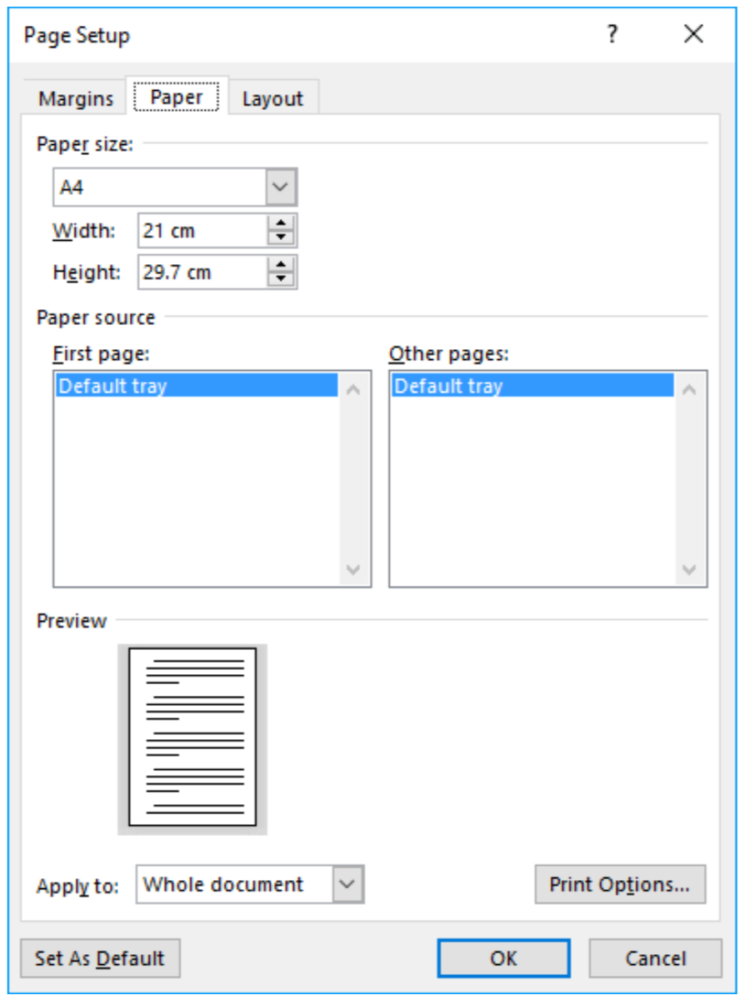 Page Setup ?
Margins Paper Layout
Paper size:
A4
Width: 21 cm
Height: 29.7 cm
Paper source
First page: Other pages:
Default tray Default tray
Preview
Apply to: Whole document Print Options...
Set As Default OK Cancel